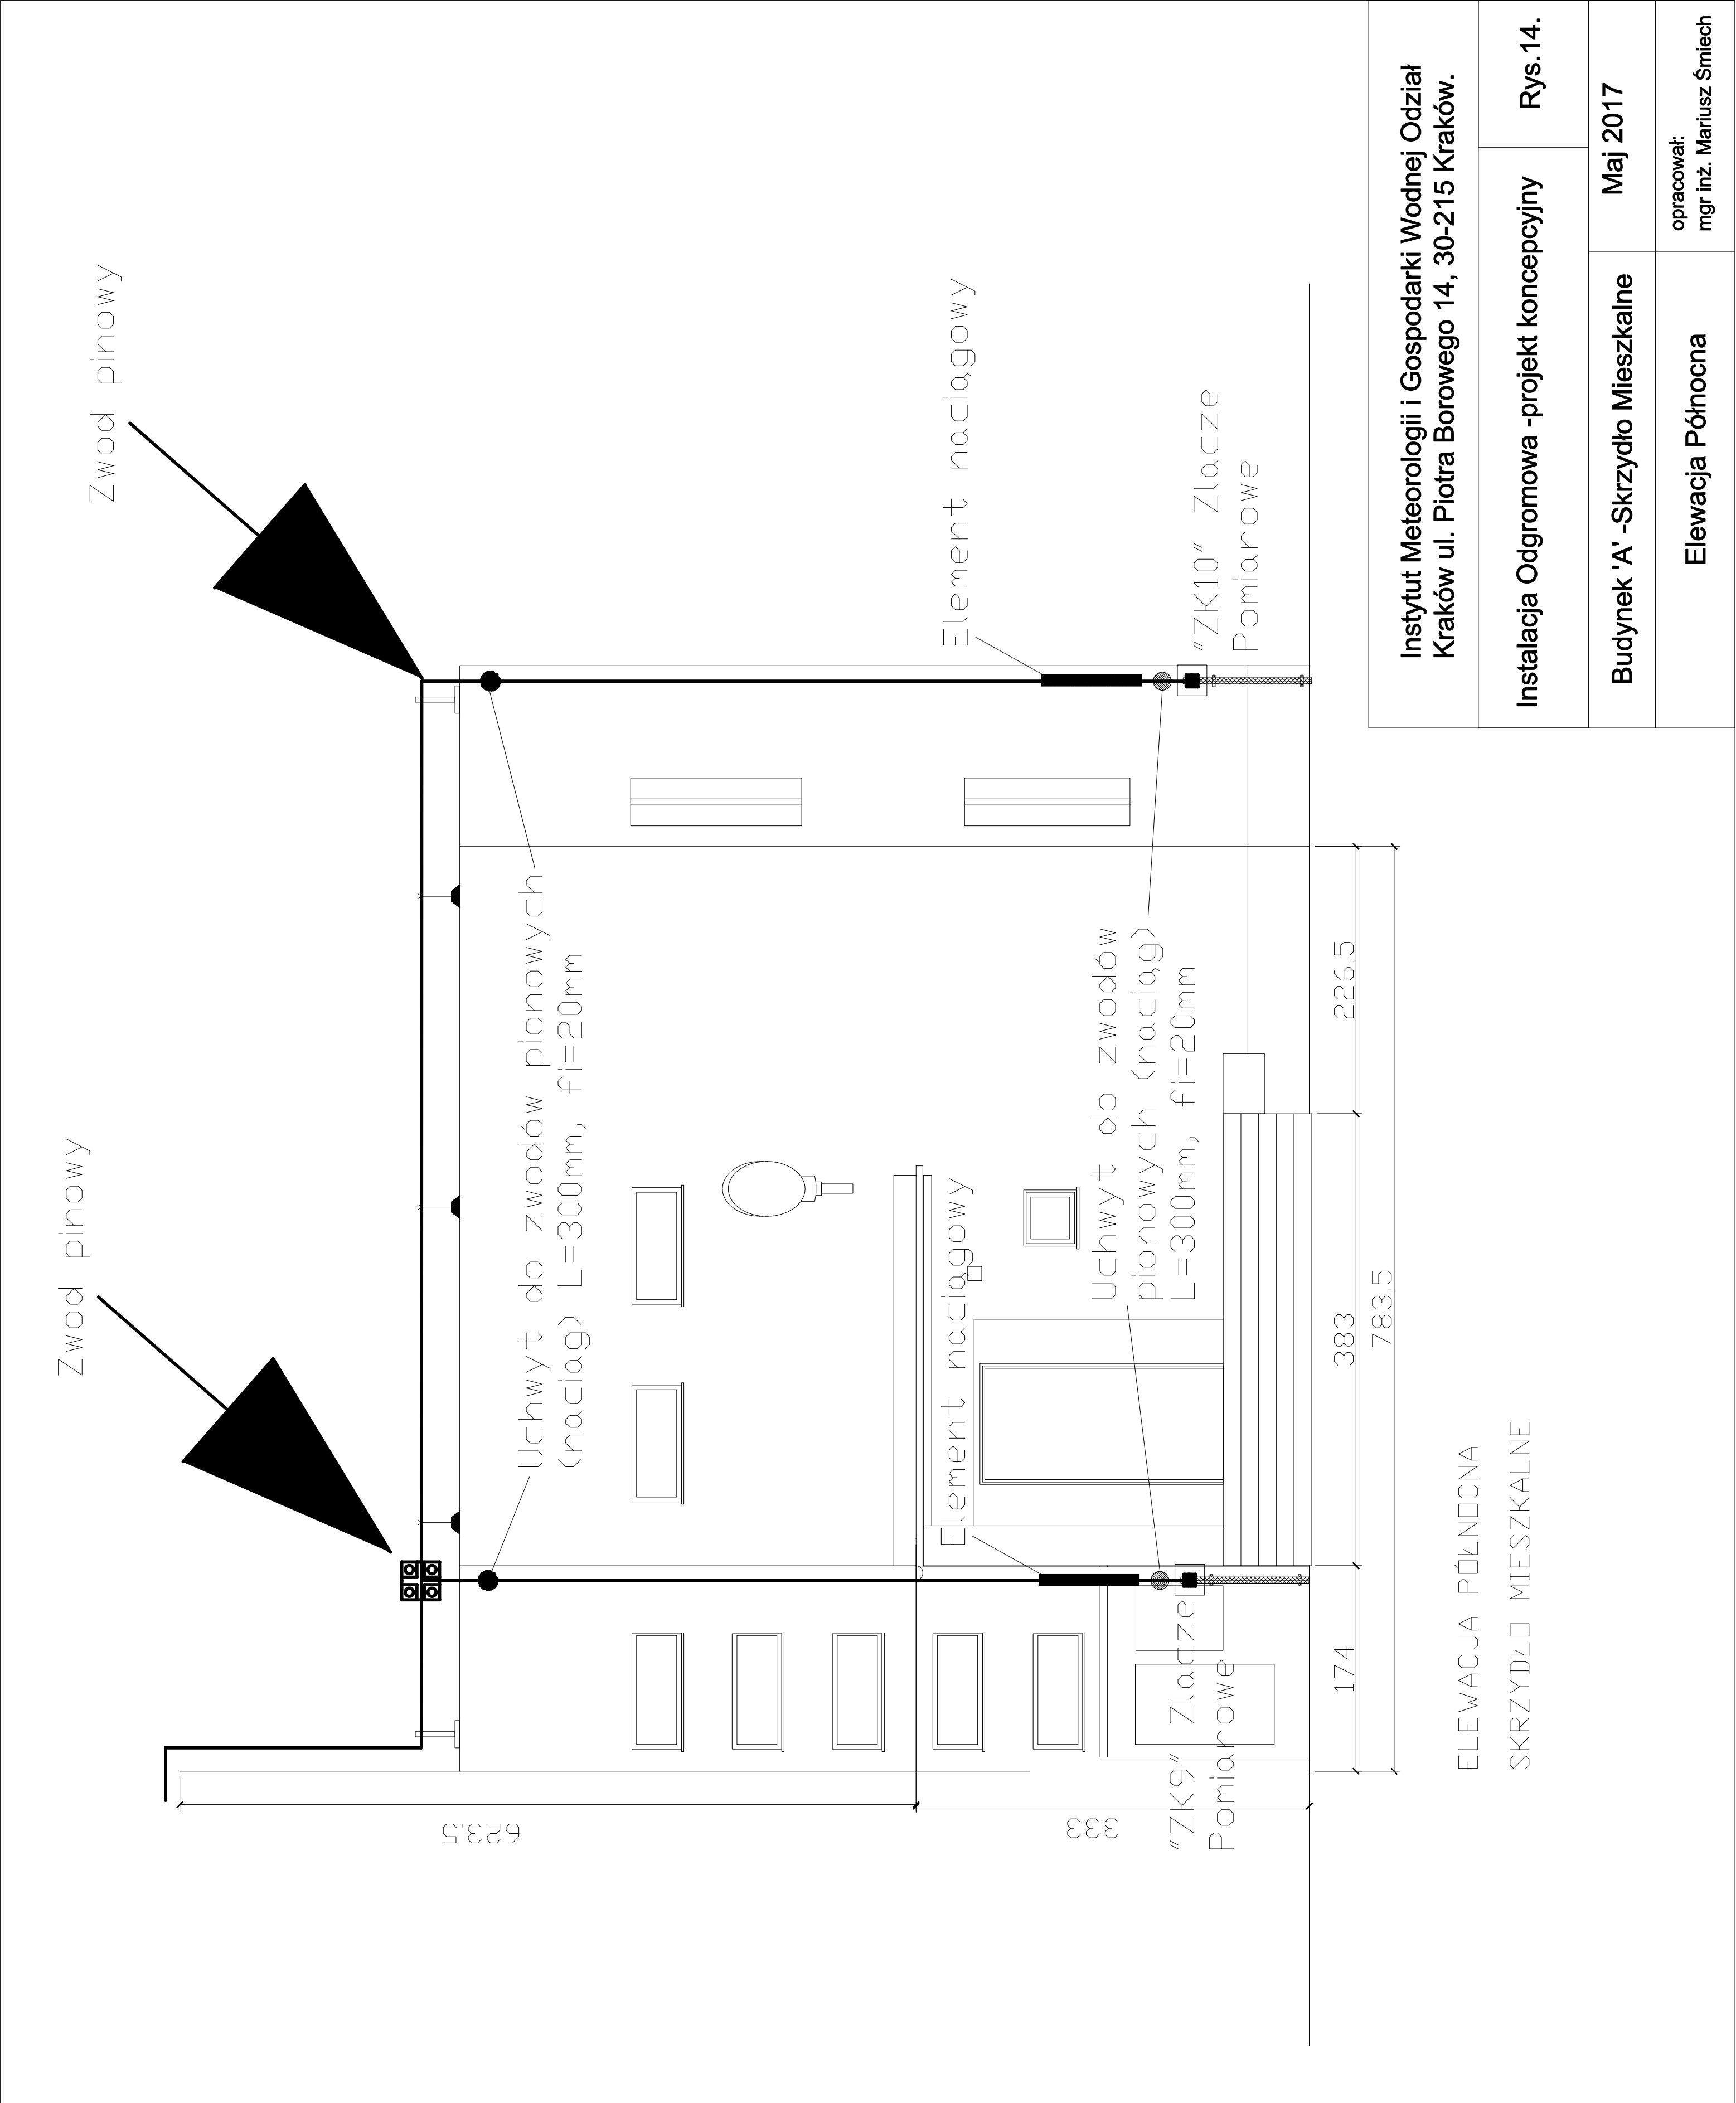 Zwod pinowy
Zwod pinowy
Uchwyt do zwodów pionowych
(naciąg) L=300mm, fi=20mm
Element naciągowy
Element naciągowy
Uchwyt do zwodów
pionowych (naciąg)
L=300mm, fi=20mm
"ZK9" Zlacze
Pomiarowe
"ZK10" Zlacze
Pomiarowe
623,5
333
174
383
226,5
783,5
ELEWACJA PÓŁNOCNA
SKRZYDŁO MIESZKALNE
Instytut Meteorologii i Gospodarki Wodnej Odział
Kraków ul. Piotra Borowego 14, 30-215 Kraków.
Instalacja Odgromowa -projekt koncepcyjny
Rys.14.
Budynek 'A' -Skrzydło Mieszkalne
Maj 2017
Elewacja Północna
opracował:
mgr inż. Mariusz Śmiech